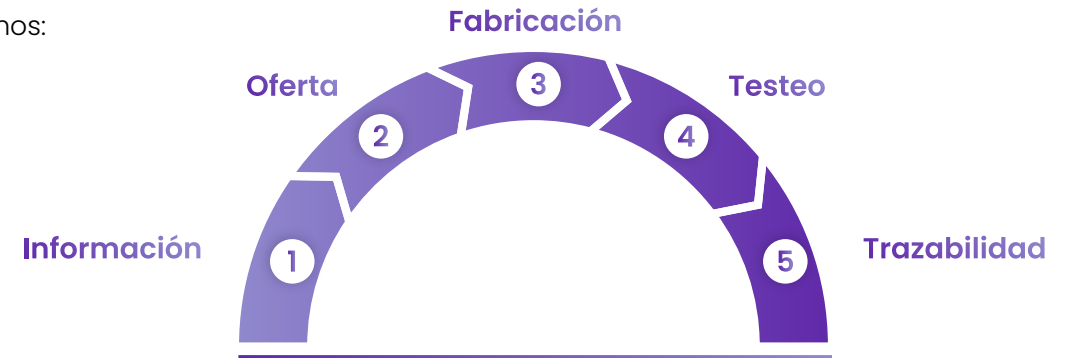 nos:
Fabricación
Oferta
3
Testeo
2
4
Información
1
5
Trazabilidad